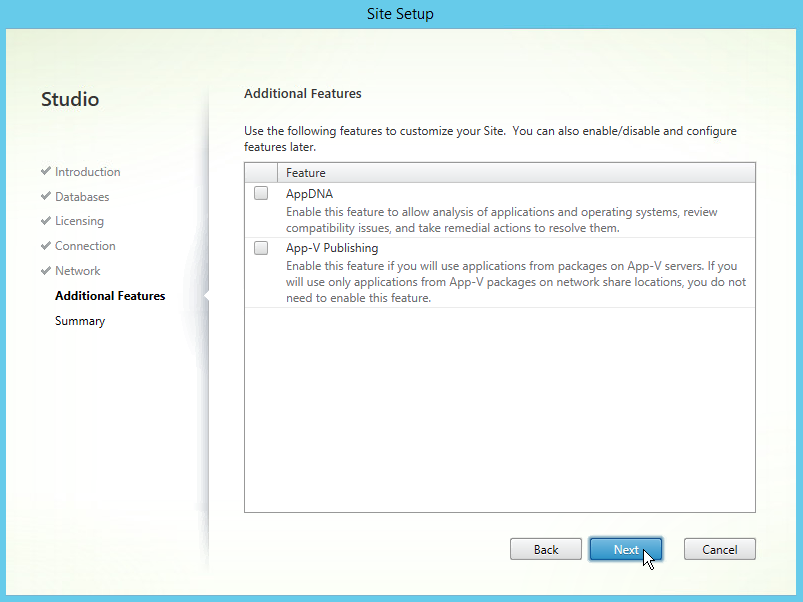 Site Setup
Studio
Introduction
Databases
Licensing
Connection
Network
Additional Features
Summary
Additional Features
Use the following features to customize your Site.  You can also enable/disable and configure
features later.
Feature
AppDNA
Enable this feature to allow analysis of applications and operating systems, review
compatibility issues, and take remedial actions to resolve them.
App-V Publishing
Enable this feature if you will use applications from packages on App-V servers. If you
will use only applications from App-V packages on network share locations, you do not
need to enable this feature.
Back
Next
Cancel